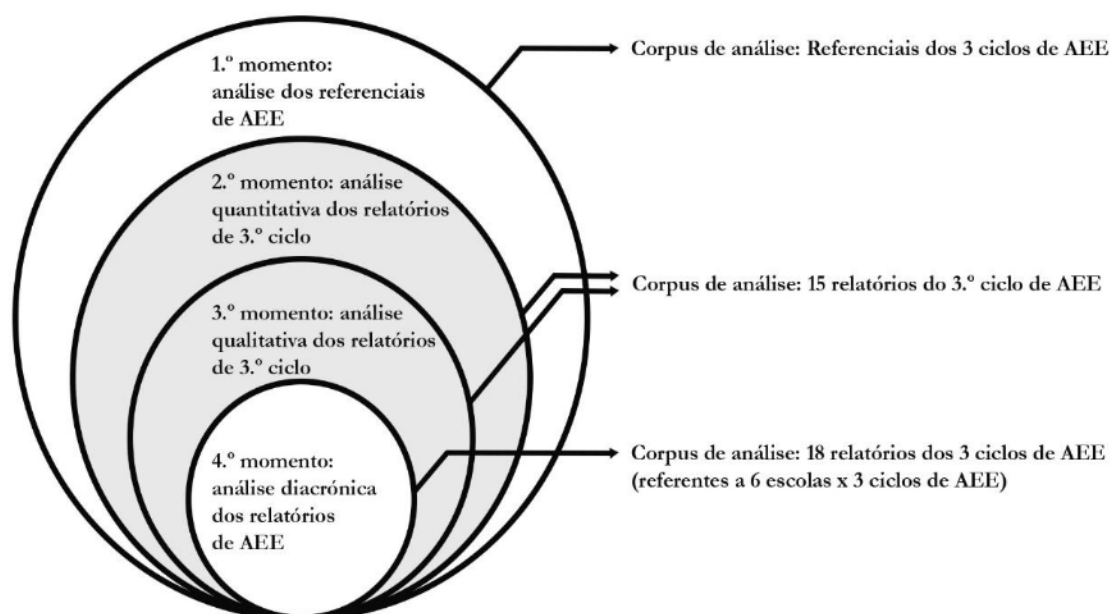 1.º momento:
análise dos referenciais
de AEE
Corpus de análise: Referenciais dos 3 ciclos de AEE
2.º momento: análise
quantitativa dos relatórios
de 3.º ciclo
3.º momento: análise
qualitativa dos relatórios
de 3.º ciclo
Corpus de análise: 15 relatórios do 3.º ciclo de AEE
4.º momento:
análise diacrónica
dos relatórios
de AEE
Corpus de análise: 18 relatórios dos 3 ciclos de AEE
(referentes a 6 escolas x 3 ciclos de AEE)